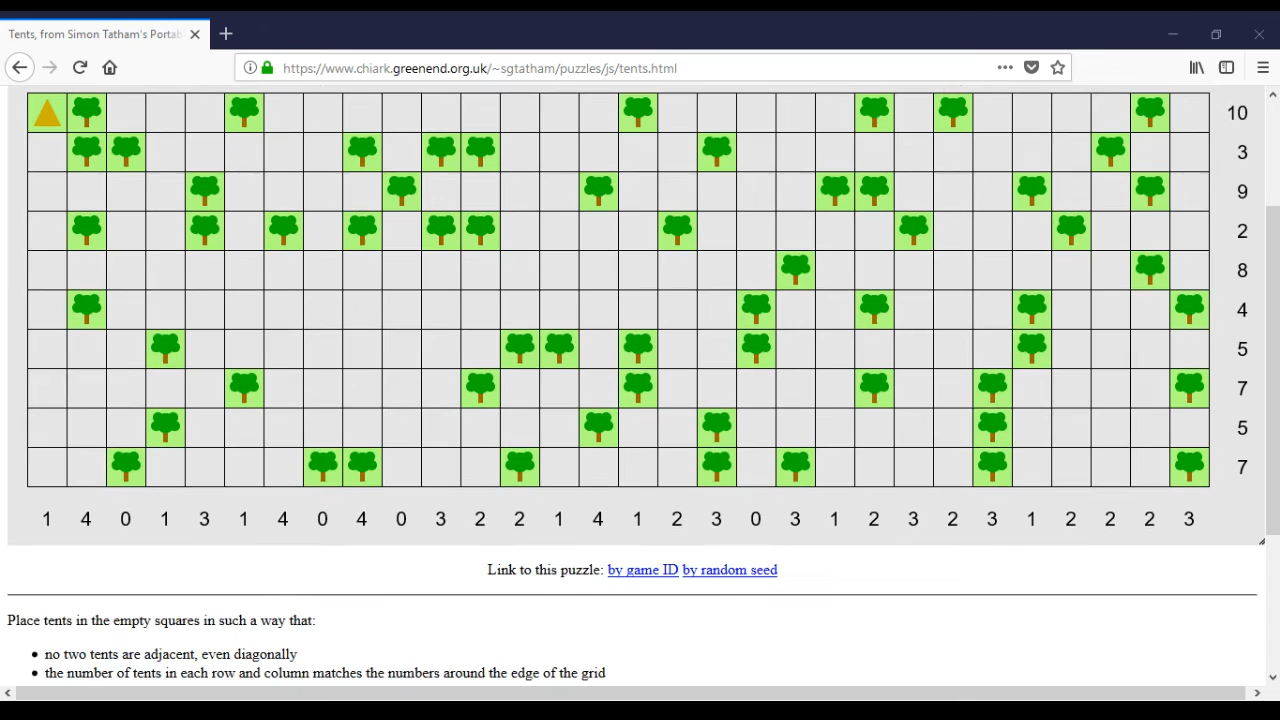 Tents, from Simon Tatham's Portab
https://www.chiark.greenend.org.uk/~sgtatham/puzzles/js/tents.html
10
3
9
2
8
4
5
7
5
7
1 4 0 1 3 1 4 0 4 0 3 2 2 1 4 1 2 3 0 3 1 2 3 2 3 1 2 2 2 3
Link to this puzzle: by game ID by random seed
Place tents in the empty squares in such a way that:
no two tents are adjacent, even diagonally
the number of tents in each row and column matches the numbers around the edge of the grid